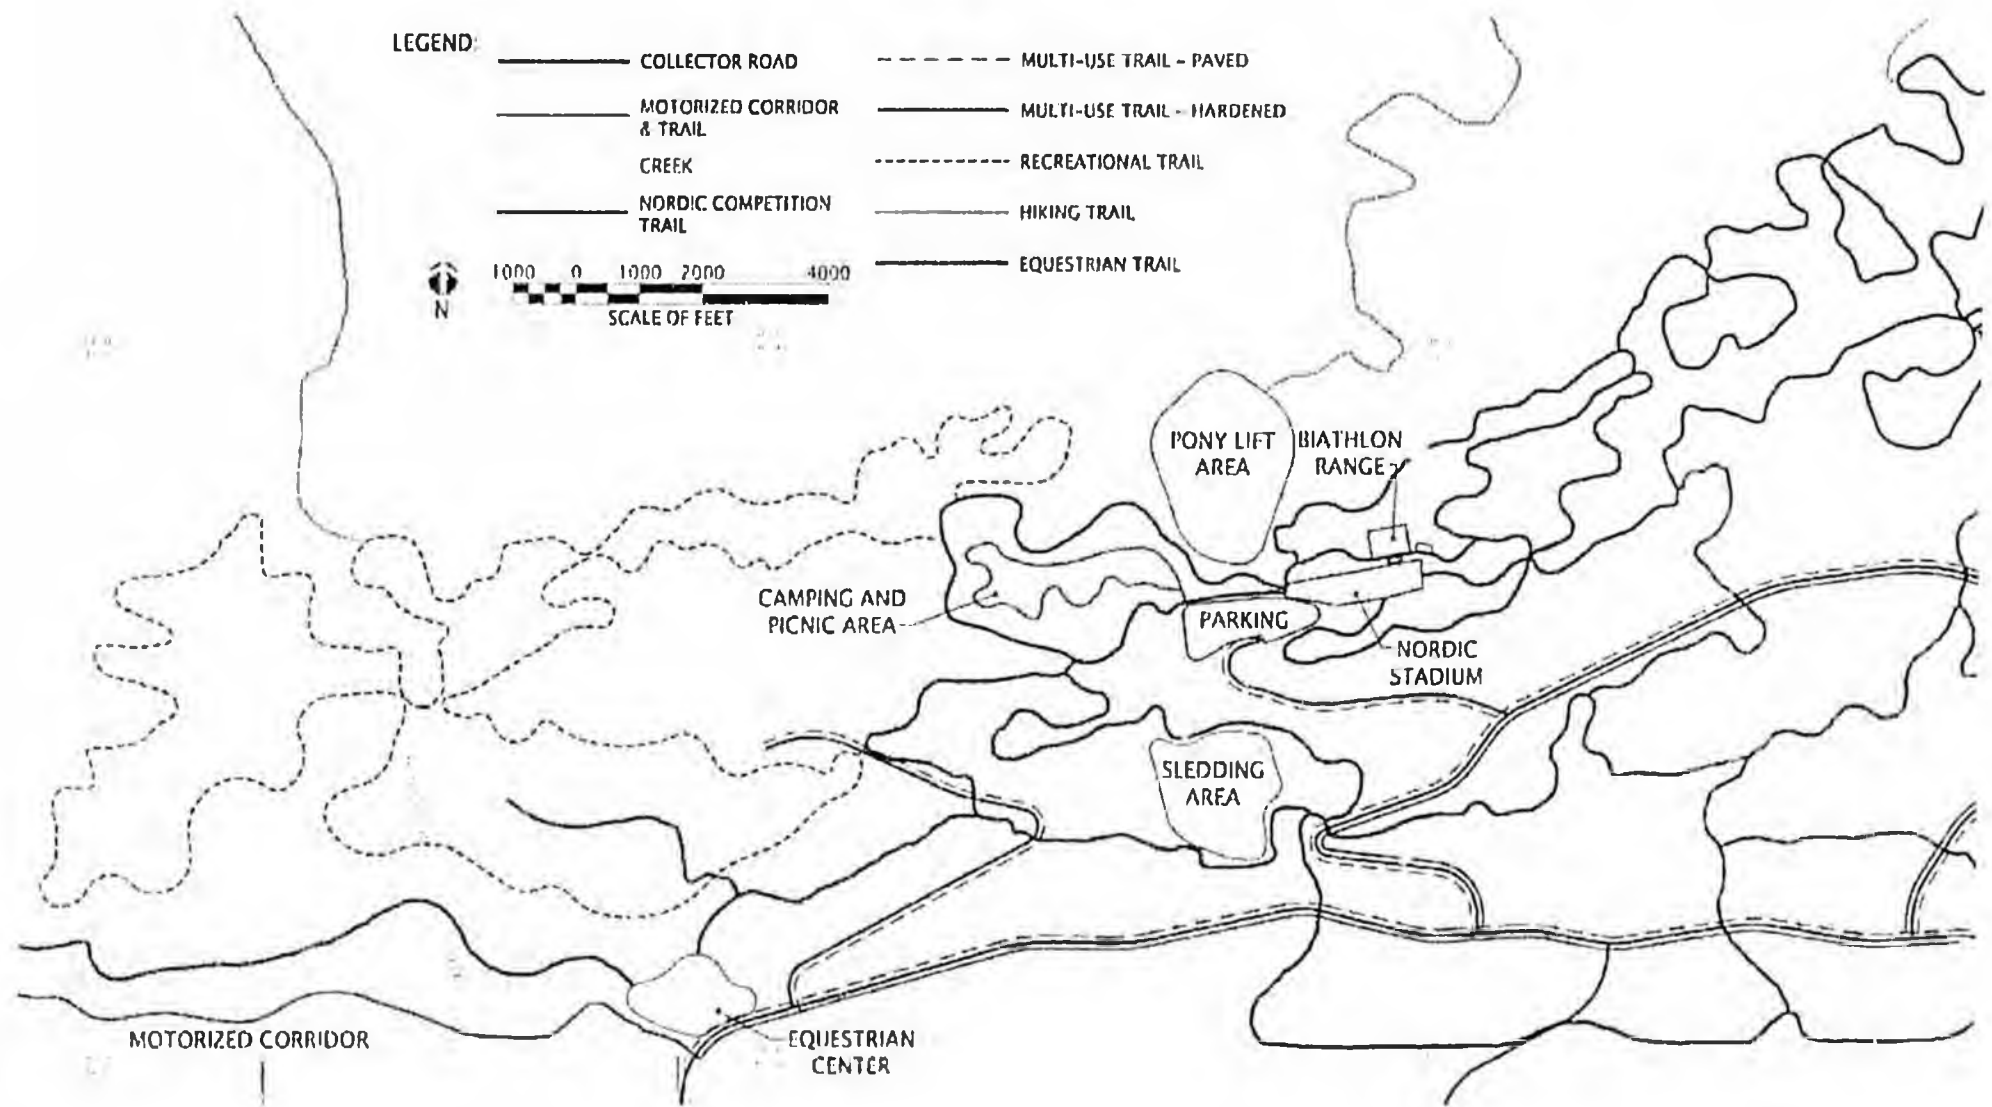 LEGEND:
COLLECTOR ROAD
MOTORIZED CORRIDOR
& TRAIL
CREEK
NORDIC COMPETITION
TRAIL
MULTI-USE TRAIL - PAVED
MULTI-USE TRAIL - HARDENED
RECREATIONAL TRAIL
HIKING TRAIL
EQUESTRIAN TRAIL
N
1000 0 1000 2000 4000
SCALE OF FEET
PONY LIFT
AREA
BIATHLON
RANGE
CAMPING AND
PICNIC AREA
PARKING
NORDIC
STADIUM
SLEDDING
AREA
MOTORIZED CORRIDOR
EQUESTRIAN
CENTER